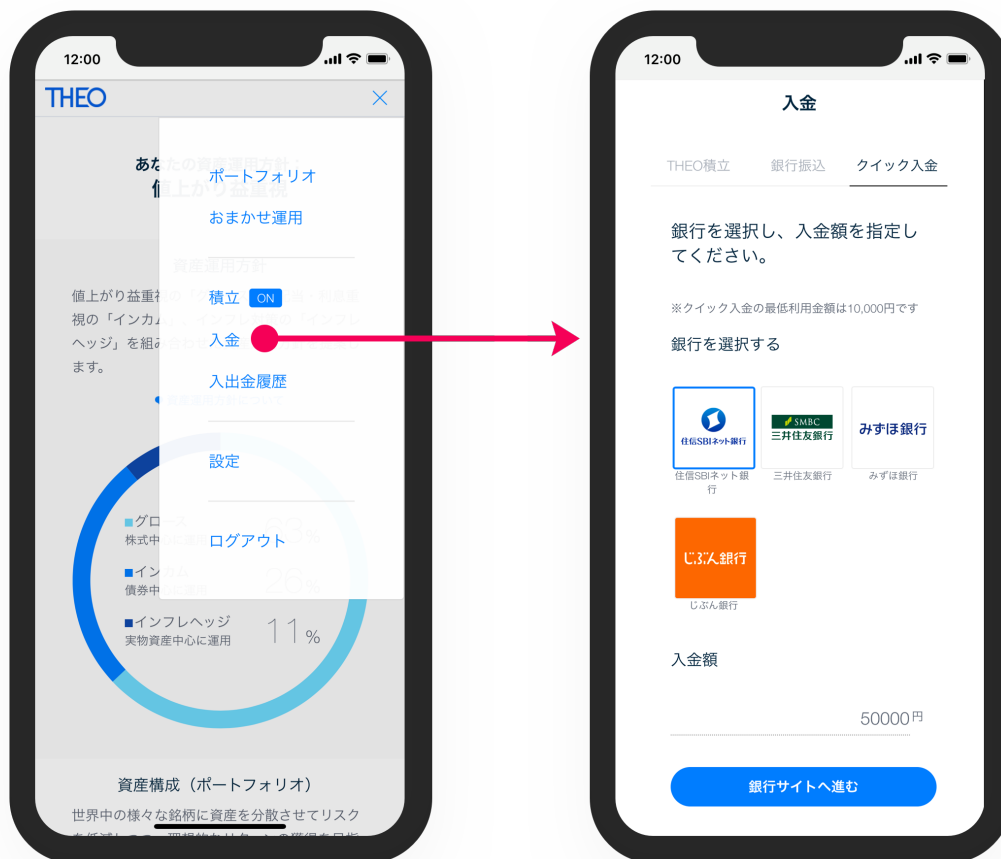 12:00
THEO
あなたの資産運用方針:
値上がり益重視
ポートフォリオ
おまかせ運用
資産運用方針
値上がり益重
視の「インカム
ヘッジ」を組み
ます。
積立 ON
入金
入出金履歴
設定
ログアウト
■グロース
株式中
■インカム
債券中
26%
■インフレヘッジ
実物資産中心に運用
11%
資産構成（ポートフォリオ）
世界中の様々な銘柄に資産を分散させてリスク
12:00
入金
THEO積立 銀行振込 クイック入金
銀行を選択し、入金額を指定し
てください。
※クイック入金の最低利用金額は10,000円です
銀行を選択する
住信SBIネット銀行
SMBC
三井住友銀行
みずほ銀行
住信SBIネット銀
行
三井住友銀行
みずほ銀行
じぶん銀行
じぶん銀行
入金額
50000円
銀行サイトへ進む